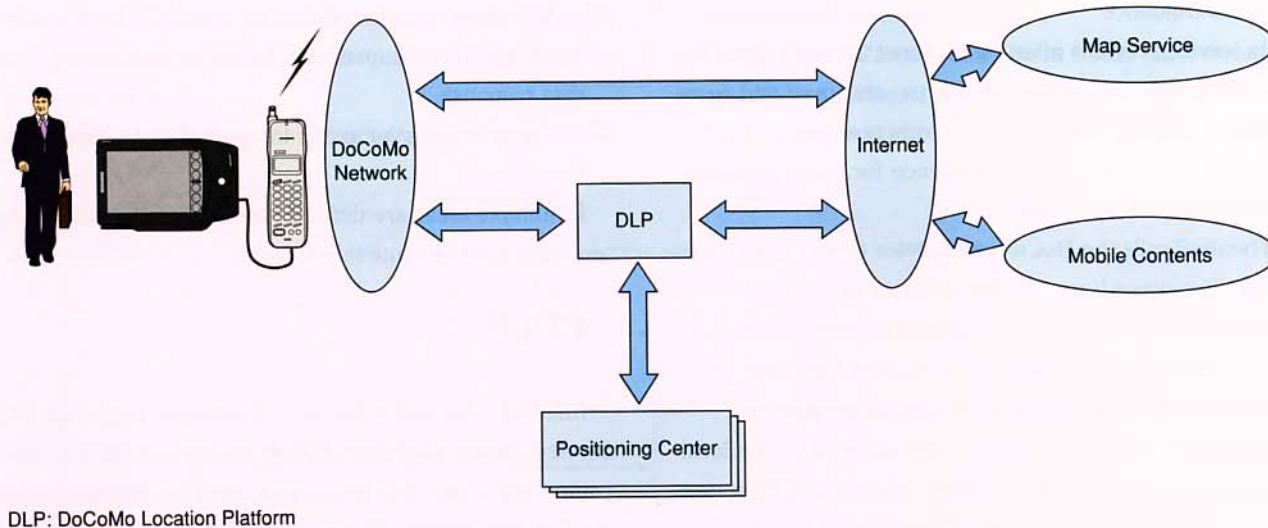 Map Service
DoCoMo
Network
Internet
DLP
Mobile Contents
Positioning Center
DLP: DoCoMo Location Platform